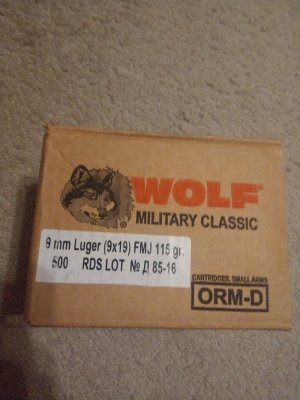 WOLF®
MILITARY CLASSIC
9 mm Luger (9x19) FMJ 115 gr.
500 RDS LOT № Д 85-16
CARTRIDGES, SMALL ARMS
ORM-D